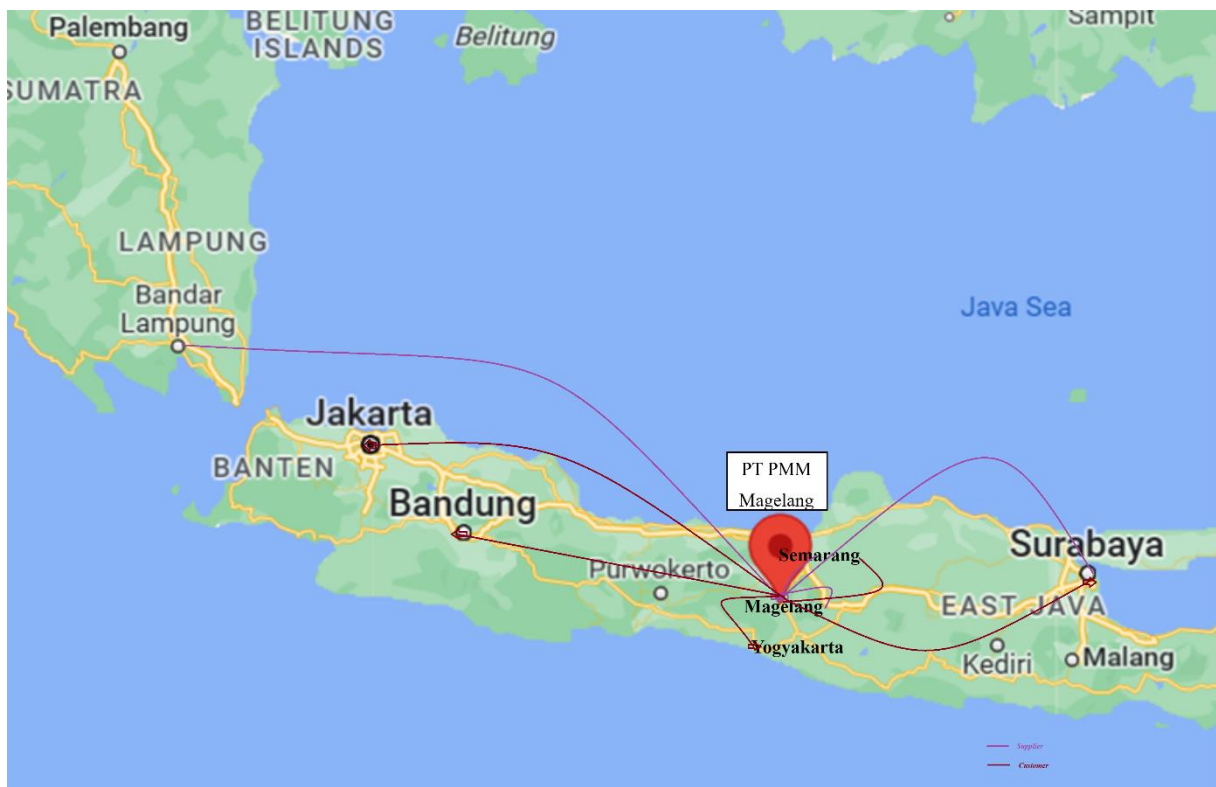 BELITUNG
ISLANDS
Sampit
Palembang
Belitung
SUMATRA
LAMPUNG
Bandar
Lampung
Java Sea
Jakarta
BANTEN
PT PMM
Magelang
Bandung
Semarang
Surabaya
Purwokerto
Magelang
EAST JAVA
Yogyakarta
Kediri
Malang
Supplier
Customer